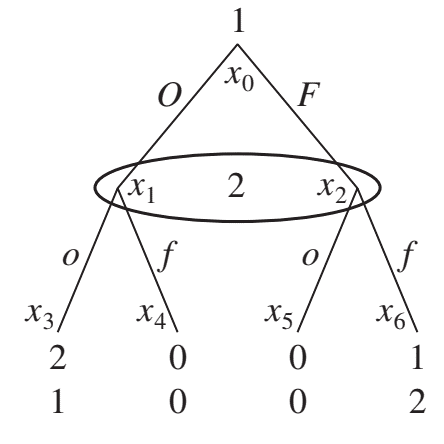 1
x0
O F
x1 2 x2
o f o f
x3 x4 x5 x6
2 0 0 1
1 0 0 2